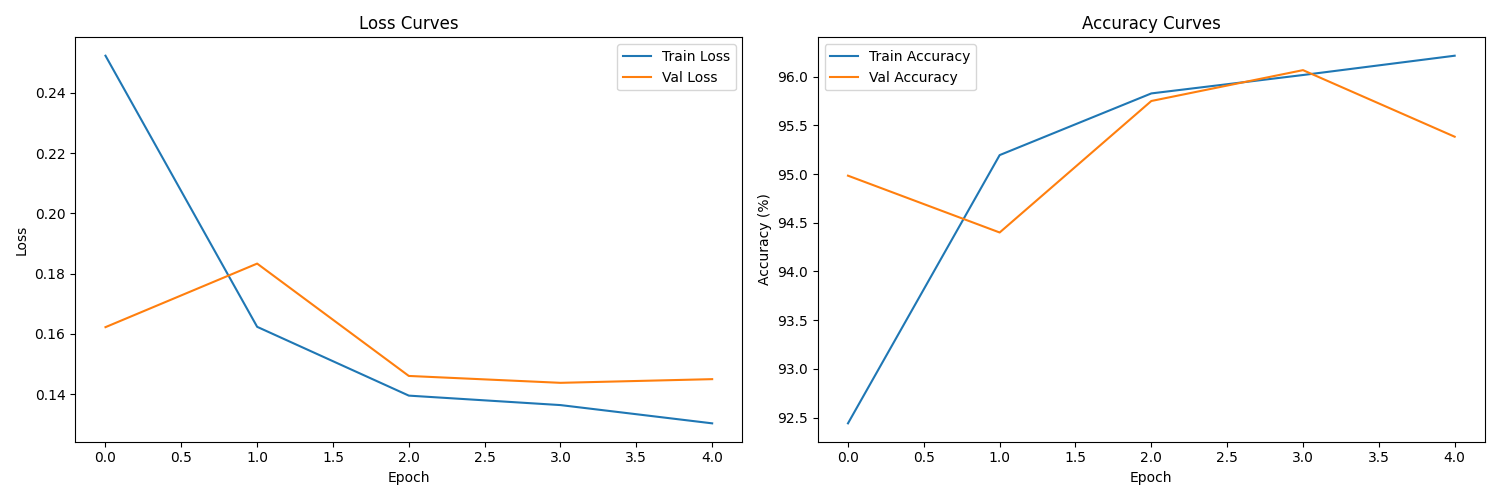 Loss Curves
Train Loss
Val Loss
0.24
0.22
0.20
0.18
0.16
0.14
Loss
0.0 0.5 1.0 1.5 2.0 2.5 3.0 3.5 4.0
Epoch
Accuracy Curves
Train Accuracy
Val Accuracy
96.0
95.5
95.0
94.5
94.0
93.5
93.0
92.5
Accuracy (%)
0.0 0.5 1.0 1.5 2.0 2.5 3.0 3.5 4.0
Epoch